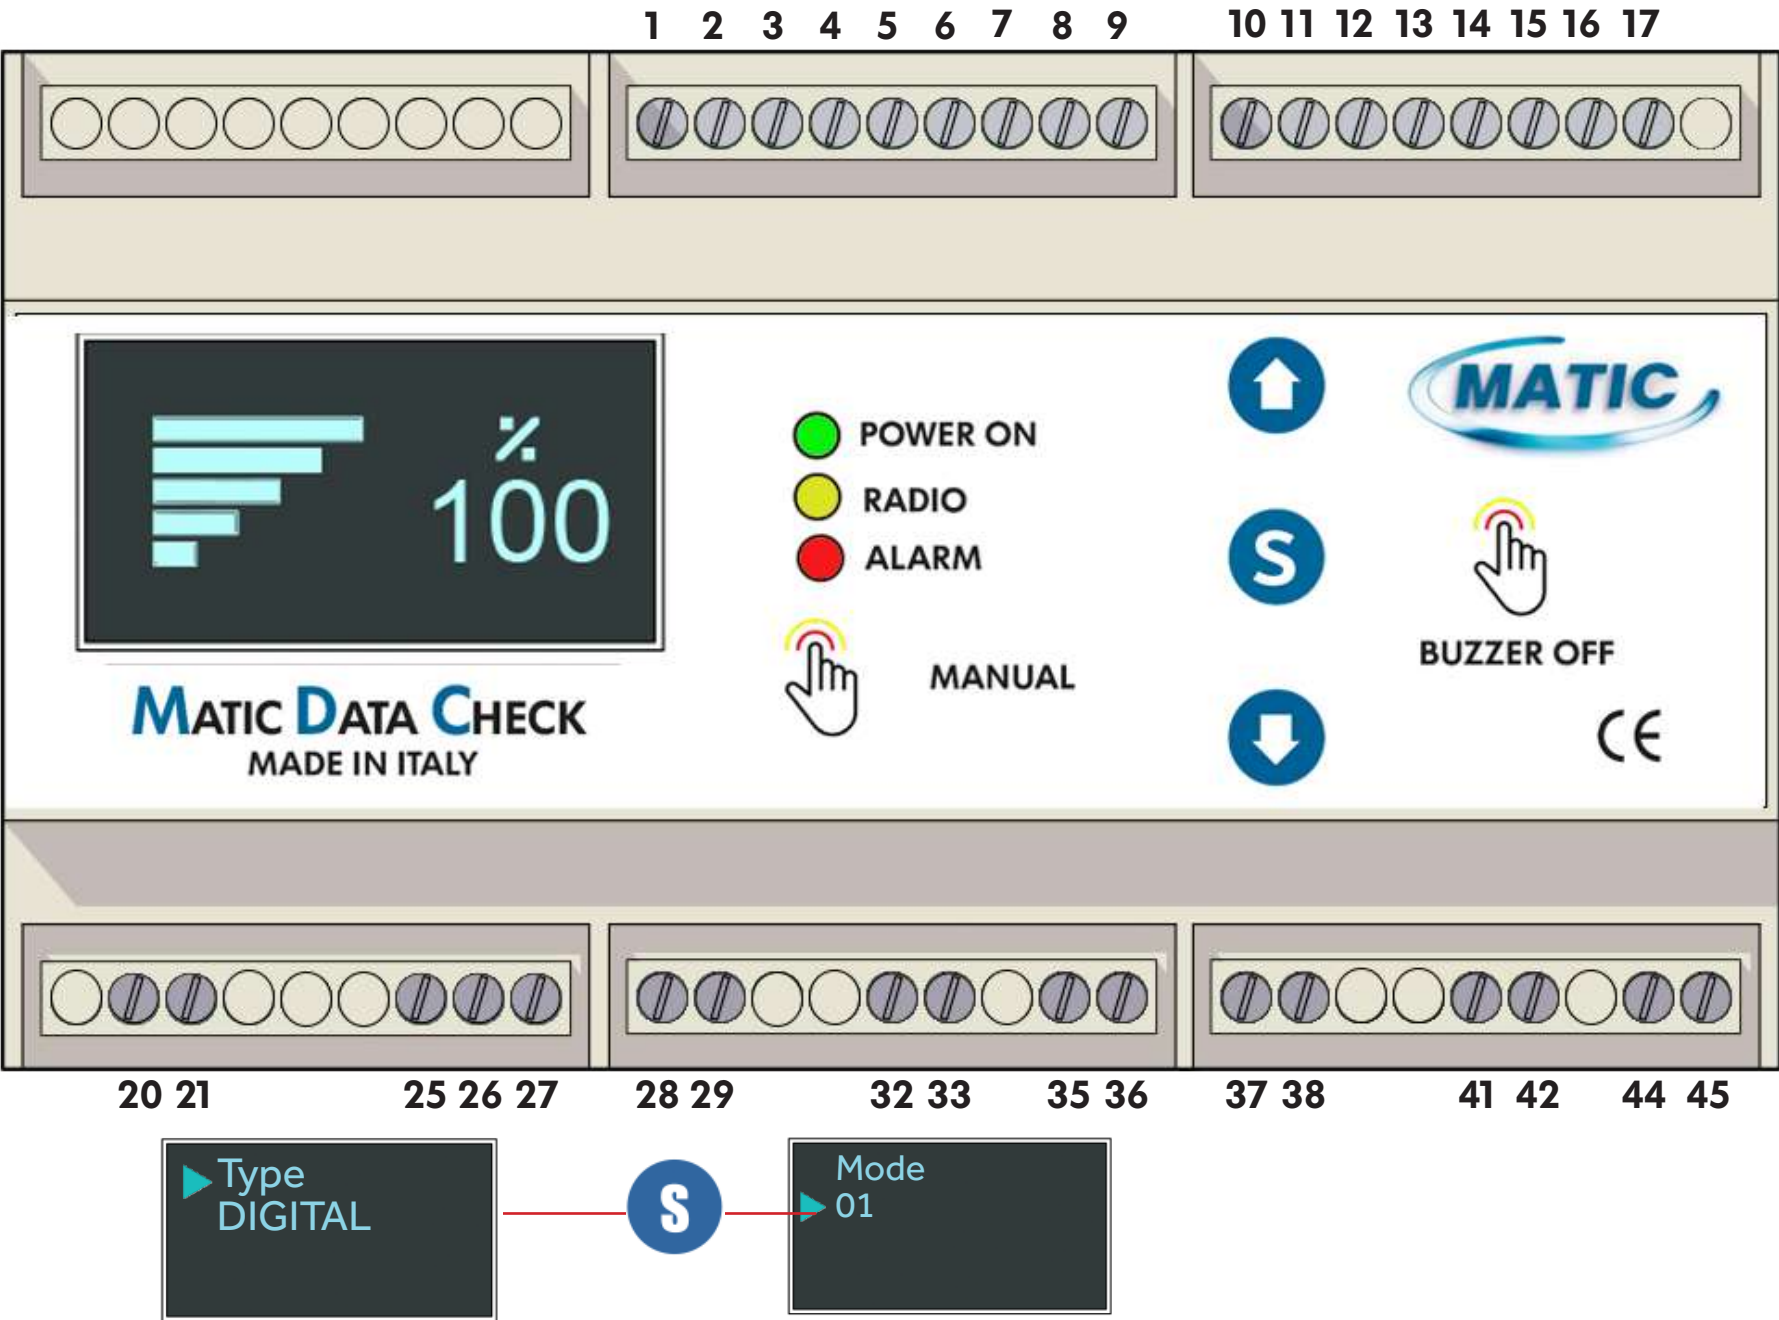 1 2 3 4 5 6 7 8 9 10 11 12 13 14 15 16 17
%
100
POWER ON
RADIO
ALARM
MANUAL
MATIC DATA CHECK
MADE IN ITALY
S
MATIC
BUZZER OFF
CE
20 21 25 26 27 28 29 32 33 35 36 37 38 41 42 44 45
Type
DIGITAL
S
Mode
01